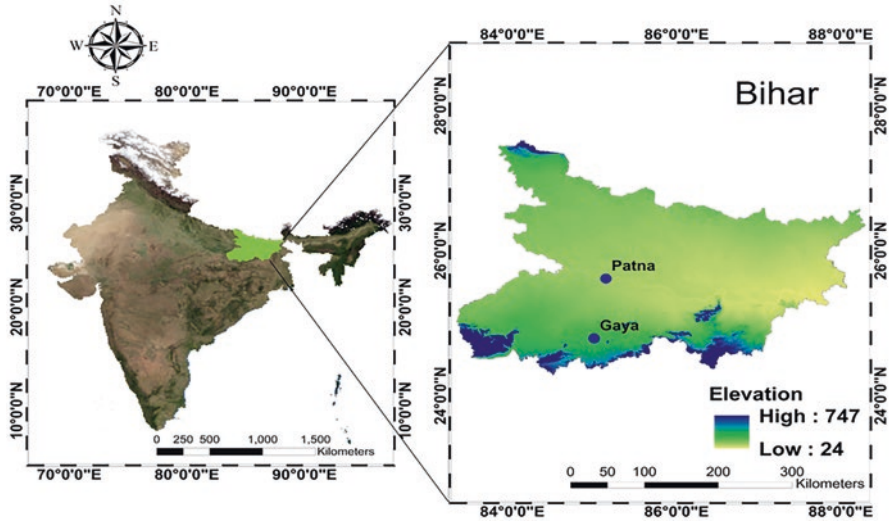 N
W E
S
70°0'0"E 80°0'0"E 90°0'0"E
30°0'0"N
20°0'0"N
10°0'0"N
30°0'0"N
20°0'0"N
10°0'0"N
0 250 500 1,000 1,500
Kilometers
70°0'0"E 80°0'0"E 90°0'0"E
84°0'0"E 86°0'0"E 88°0'0"E
28°0'0"N
26°0'0"N
24°0'0"N
28°0'0"N
26°0'0"N
24°0'0"N
Bihar
Patna
Gaya
Elevation
High : 747
Low : 24
0 50 100 200 300
Kilometers
84°0'0"E 86°0'0"E 88°0'0"E